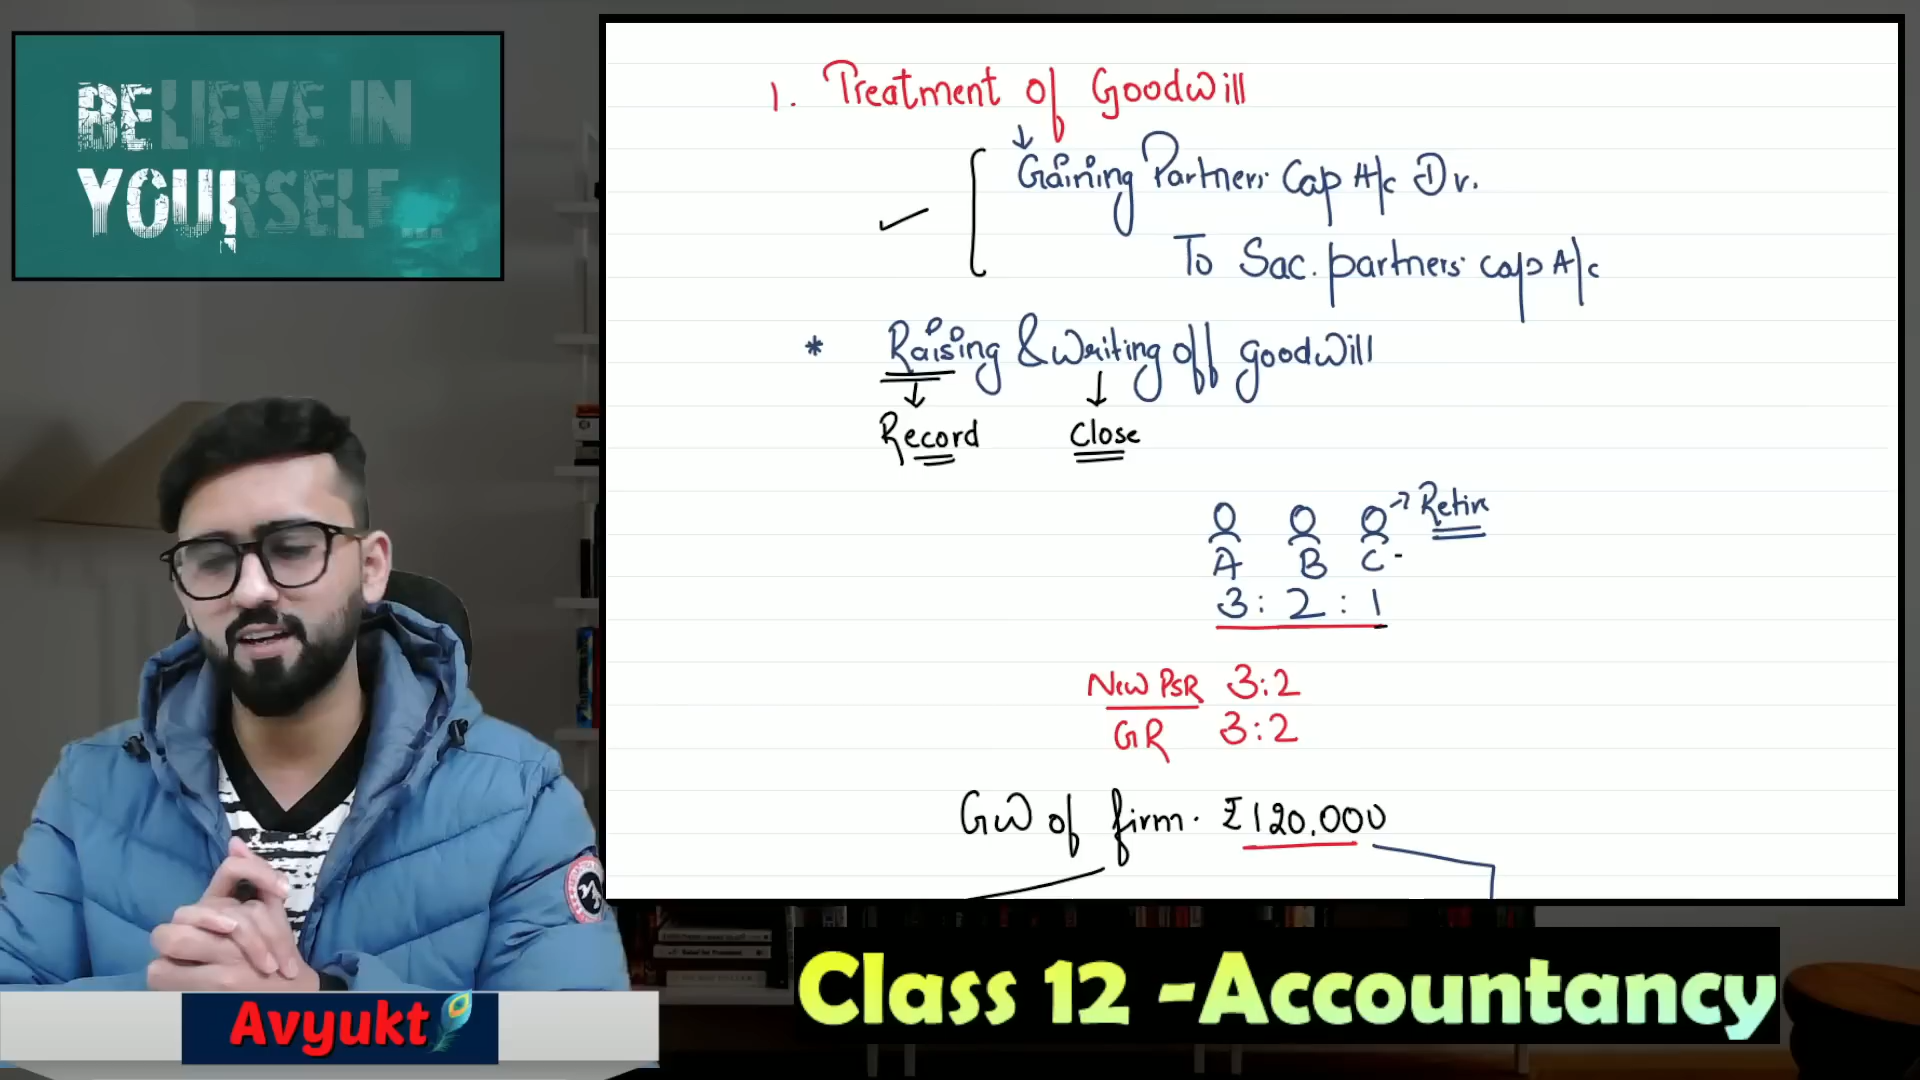 BELIEVE IN
YOURSELF...
1. Treatment of Goodwill
Gaining Partners Cap A/c Dr.
To Sac. partners cap A/c
* Raising & Writing off goodwill
Record Close
Retire
A B C
3 : 2 : 1
New PSR 3:2
GR 3:2
GW of firm. ₹120,000
Class 12 -Accountancy
Avyukt